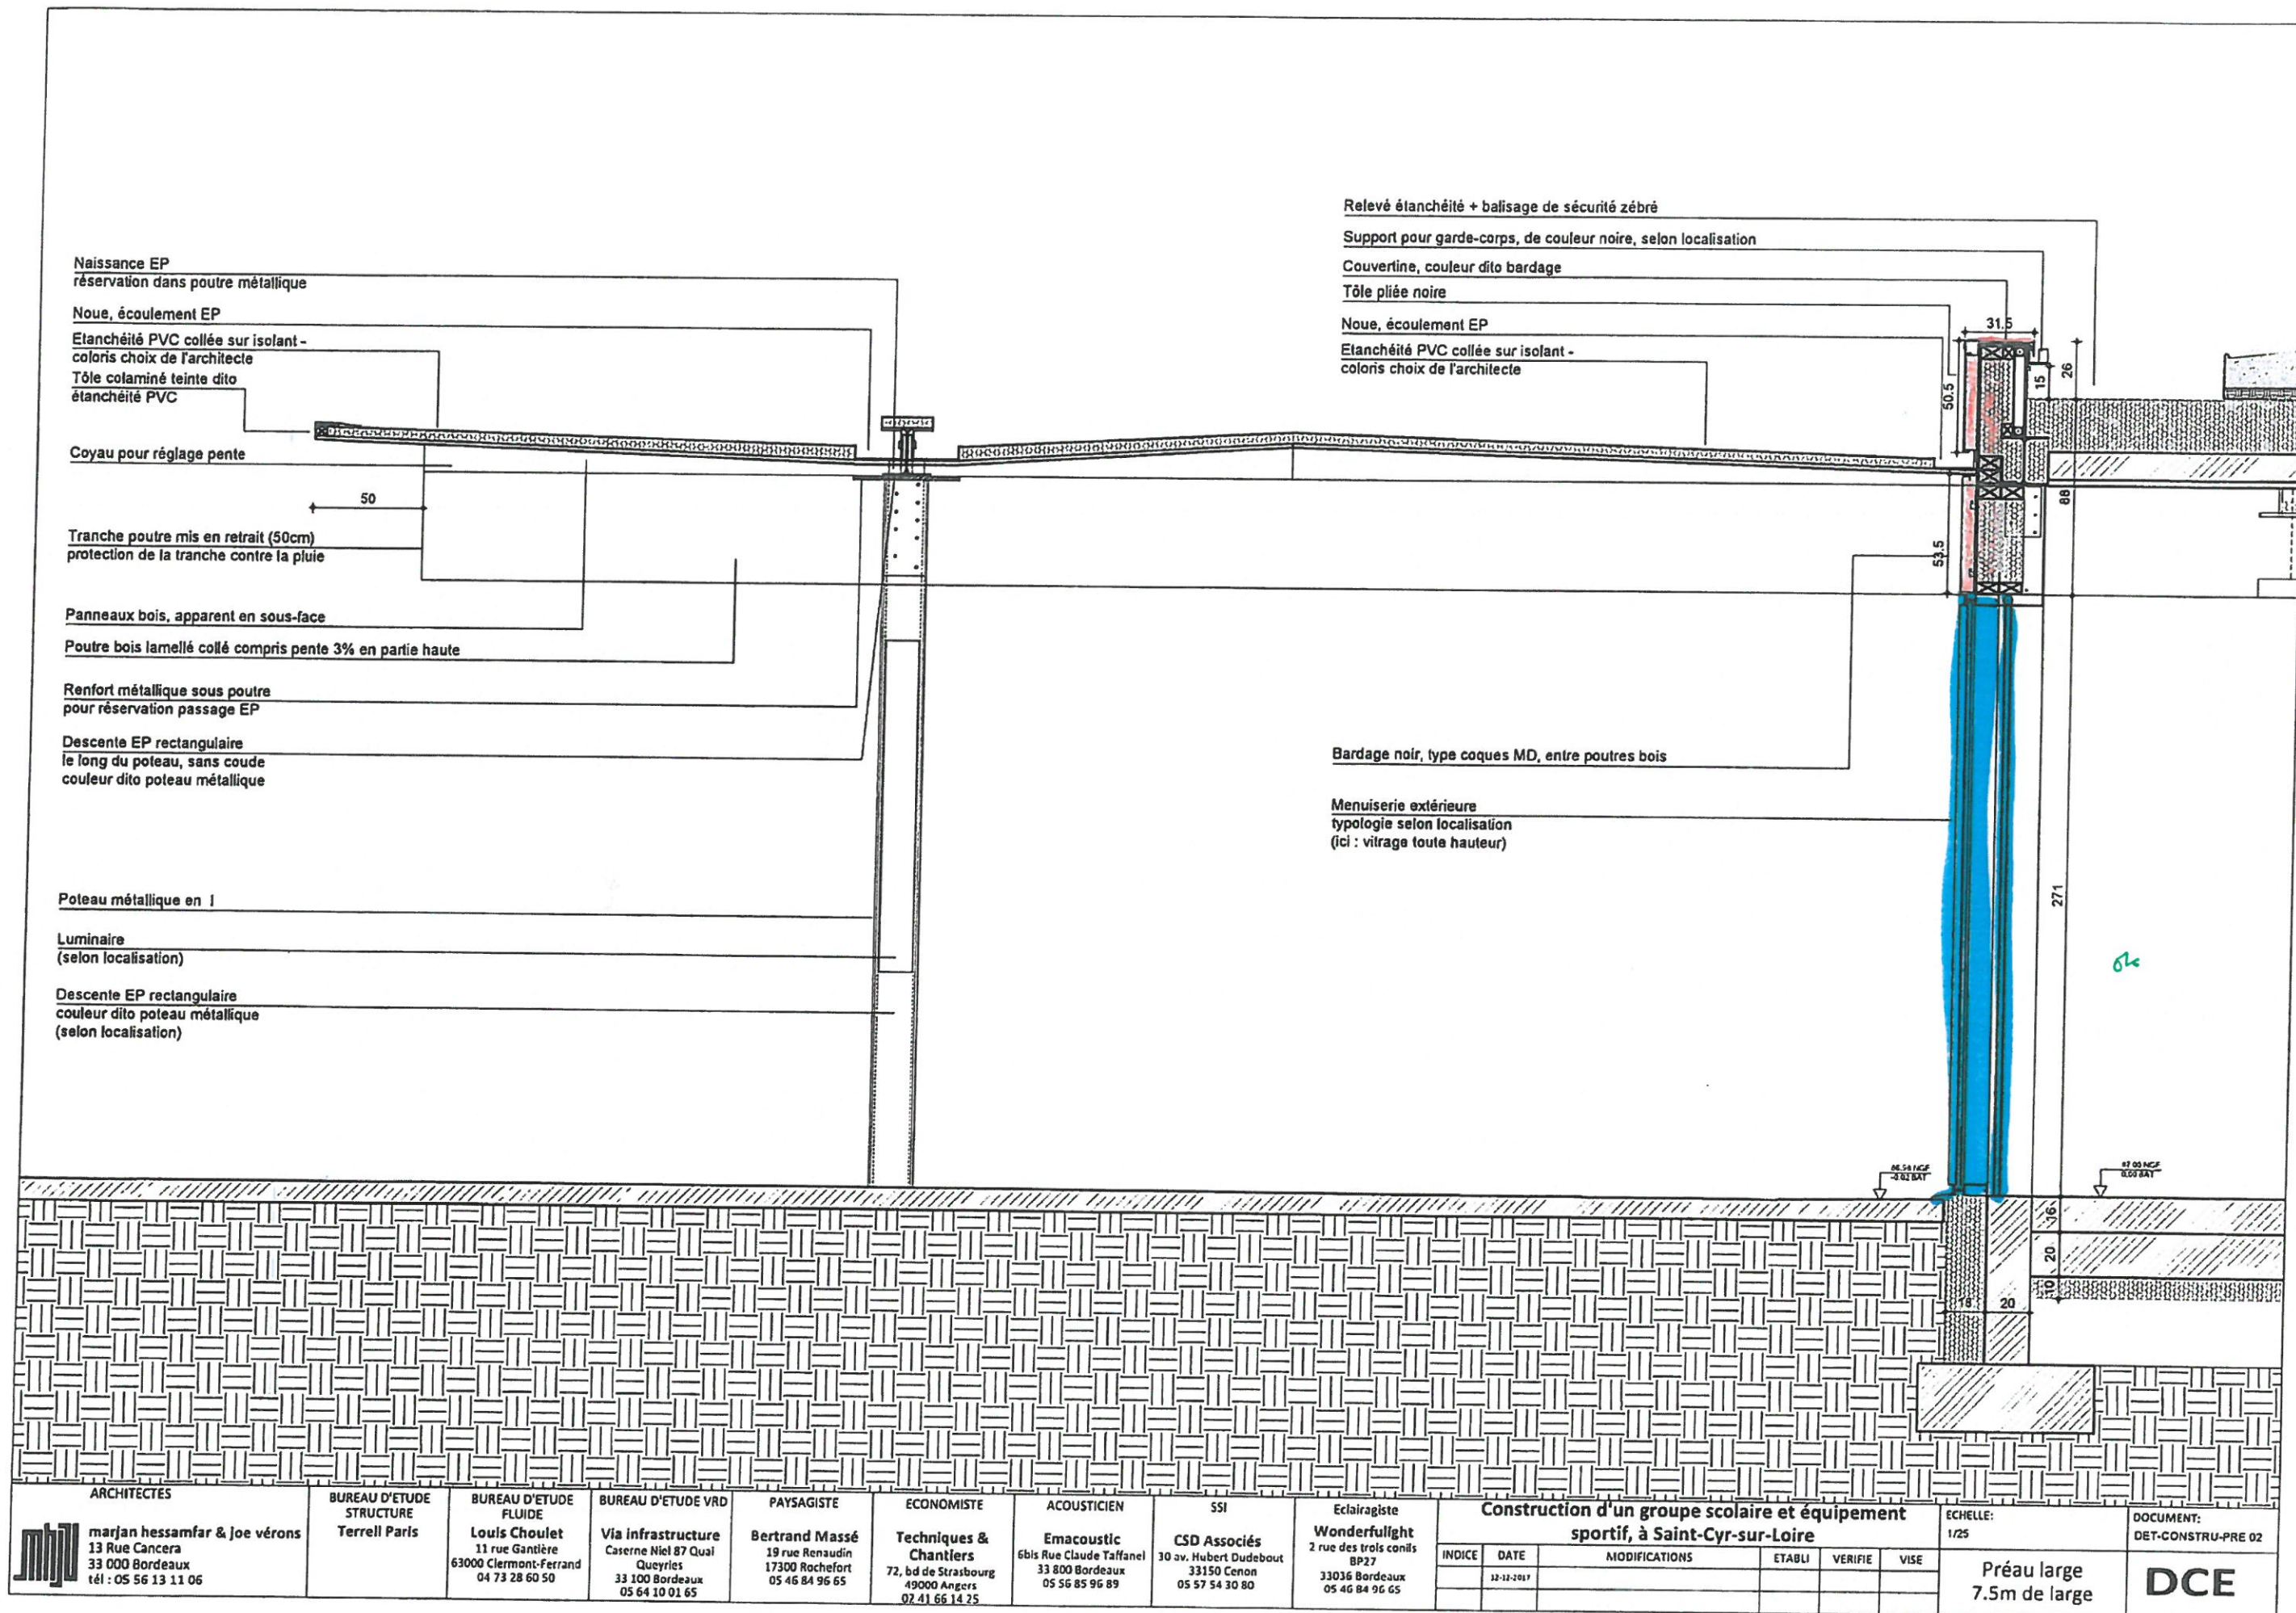 Naissance EP
réservation dans poutre métallique
Noue, écoulement EP
Etanchéité PVC collée sur isolant -
coloris choix de l'architecte
Tôle colaminé teinte dito
étanchéité PVC
Coyau pour réglage pente
50
Tranche poutre mis en retrait (50cm)
protection de la tranche contre la pluie
Panneaux bois, apparent en sous-face
Poutre bois lamellé collé compris pente 3% en partie haute
Renfort métallique sous poutre
pour réservation passage EP
Descente EP rectangulaire
le long du poteau, sans coude
couleur dito poteau métallique
Poteau métallique en I
Luminaire
(selon localisation)
Descente EP rectangulaire
couleur dito poteau métallique
(selon localisation)
Relevé étanchéité + balisage de sécurité zébré
Support pour garde-corps, de couleur noire, selon localisation
Couvertine, couleur dito bardage
Tôle pliée noire
Noue, écoulement EP
Etanchéité PVC collée sur isolant -
coloris choix de l'architecte
31.5
50.5
15
26
88
53.5
Bardage noir, type coques MD, entre poutres bois
Menuiserie extérieure
typologie selon localisation
(ici : vitrage toute hauteur)
271
ok
-0.02 BAT
0.00 BAT
16
20
10
18
20
ARCHITECTES
mhjv
marjan hessamfar & joe vérons
13 Rue Cancera
33 000 Bordeaux
tél : 05 56 13 11 06
BUREAU D'ETUDE
STRUCTURE
Terrell Paris
BUREAU D'ETUDE
FLUIDE
Louis Choulet
11 rue Gantière
63000 Clermont-Ferrand
04 73 28 60 50
BUREAU D'ETUDE VRD
Via infrastructure
Caserne Niel 87 Quai
Queyries
33 100 Bordeaux
05 64 10 01 65
PAYSAGISTE
Bertrand Massé
19 rue Renaudin
17300 Rochefort
05 46 84 96 65
ECONOMISTE
Techniques &
Chantiers
72, bd de Strasbourg
49000 Angers
02 41 66 14 25
ACOUSTICIEN
Emacoustic
6bis Rue Claude Taffanel
33 800 Bordeaux
05 56 85 96 89
SSI
CSD Associés
30 av. Hubert Dudebout
33150 Cenon
05 57 54 30 80
Eclairagiste
Wonderfulight
2 rue des trois conils
BP27
33036 Bordeaux
05 46 84 96 65
Construction d'un groupe scolaire et équipement
sportif, à Saint-Cyr-sur-Loire
INDICE DATE MODIFICATIONS ETABLI VERIFIE VISE
12-12-2017
ECHELLE:
1/25
Préau large
7.5m de large
DOCUMENT:
DET-CONSTRU-PRE 02
DCE